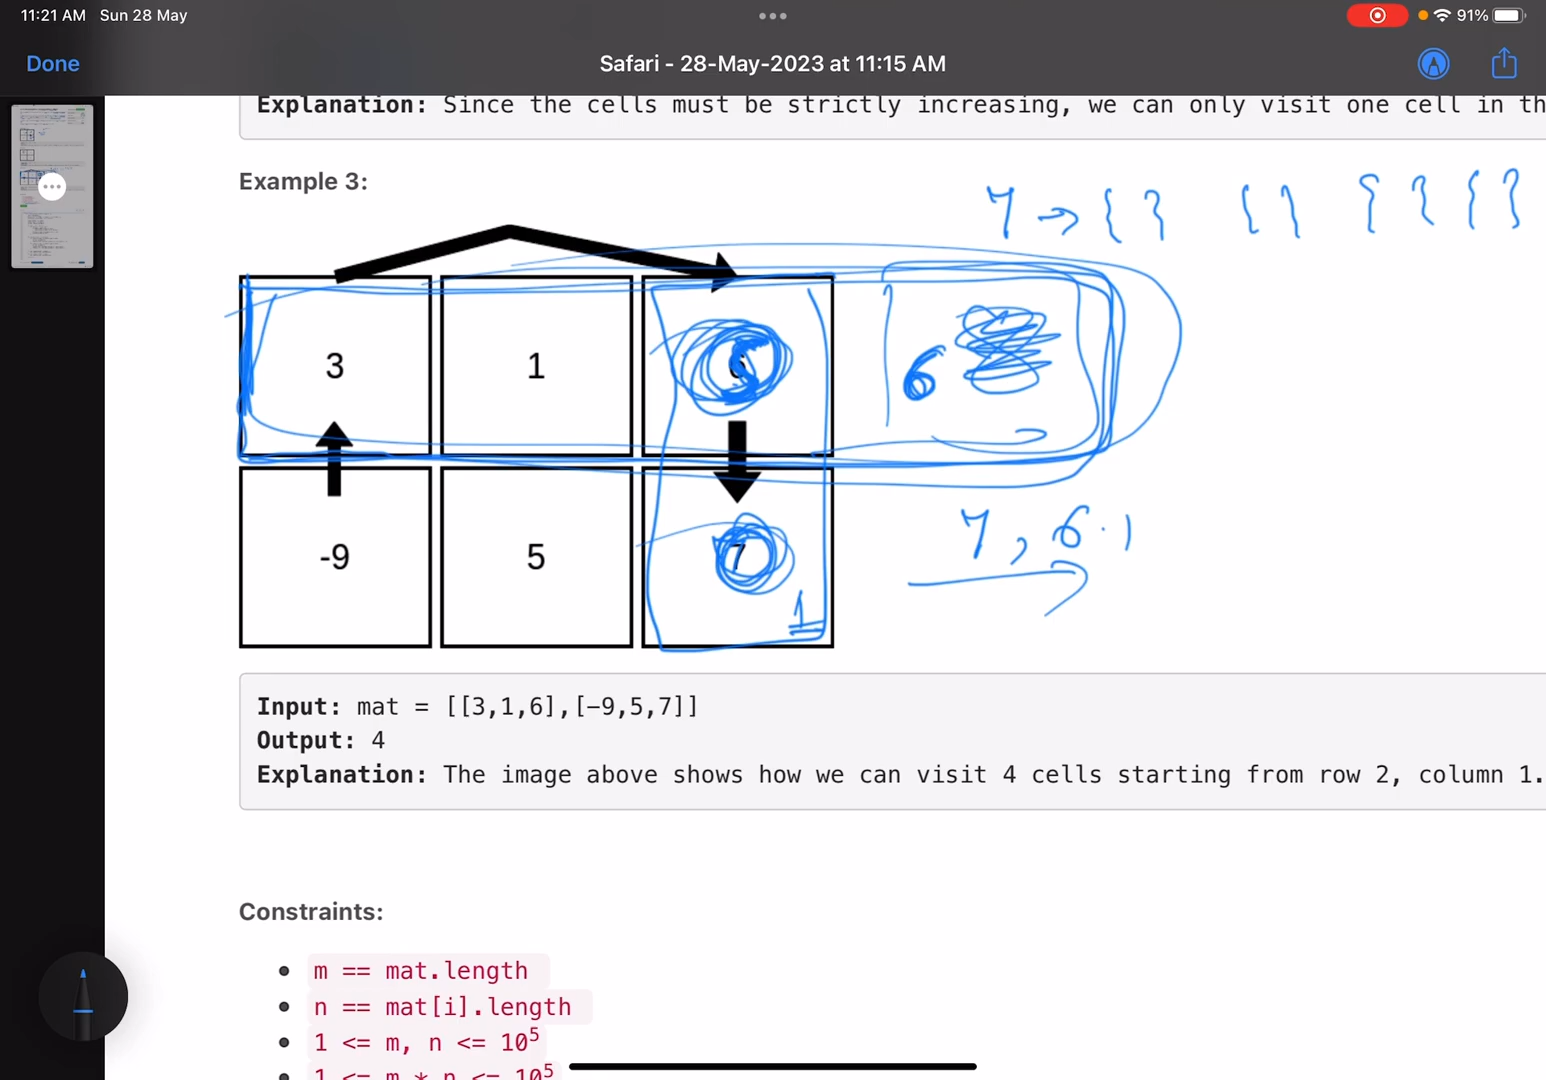 11:21 AM Sun 28 May
91%
Done
Safari - 28-May-2023 at 11:15 AM
Explanation: Since the cells must be strictly increasing, we can only visit one cell in th
Example 3:
7 → { } { } { } { }
3 1 5 6
-9 5 7
1
7, 6.1
Input: mat = [[3,1,6],[-9,5,7]]
Output: 4
Explanation: The image above shows how we can visit 4 cells starting from row 2, column 1.
Constraints:
m == mat.length
n == mat[i].length
1 <= m, n <= 10⁵
1 <= m * n <= 10⁵